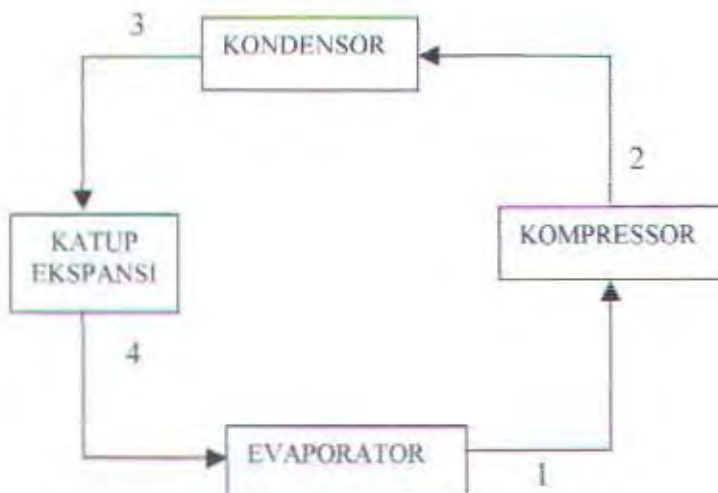 3
KONDENSOR
2
KATUP
EKSPANSI
KOMPRESSOR
4
EVAPORATOR
1